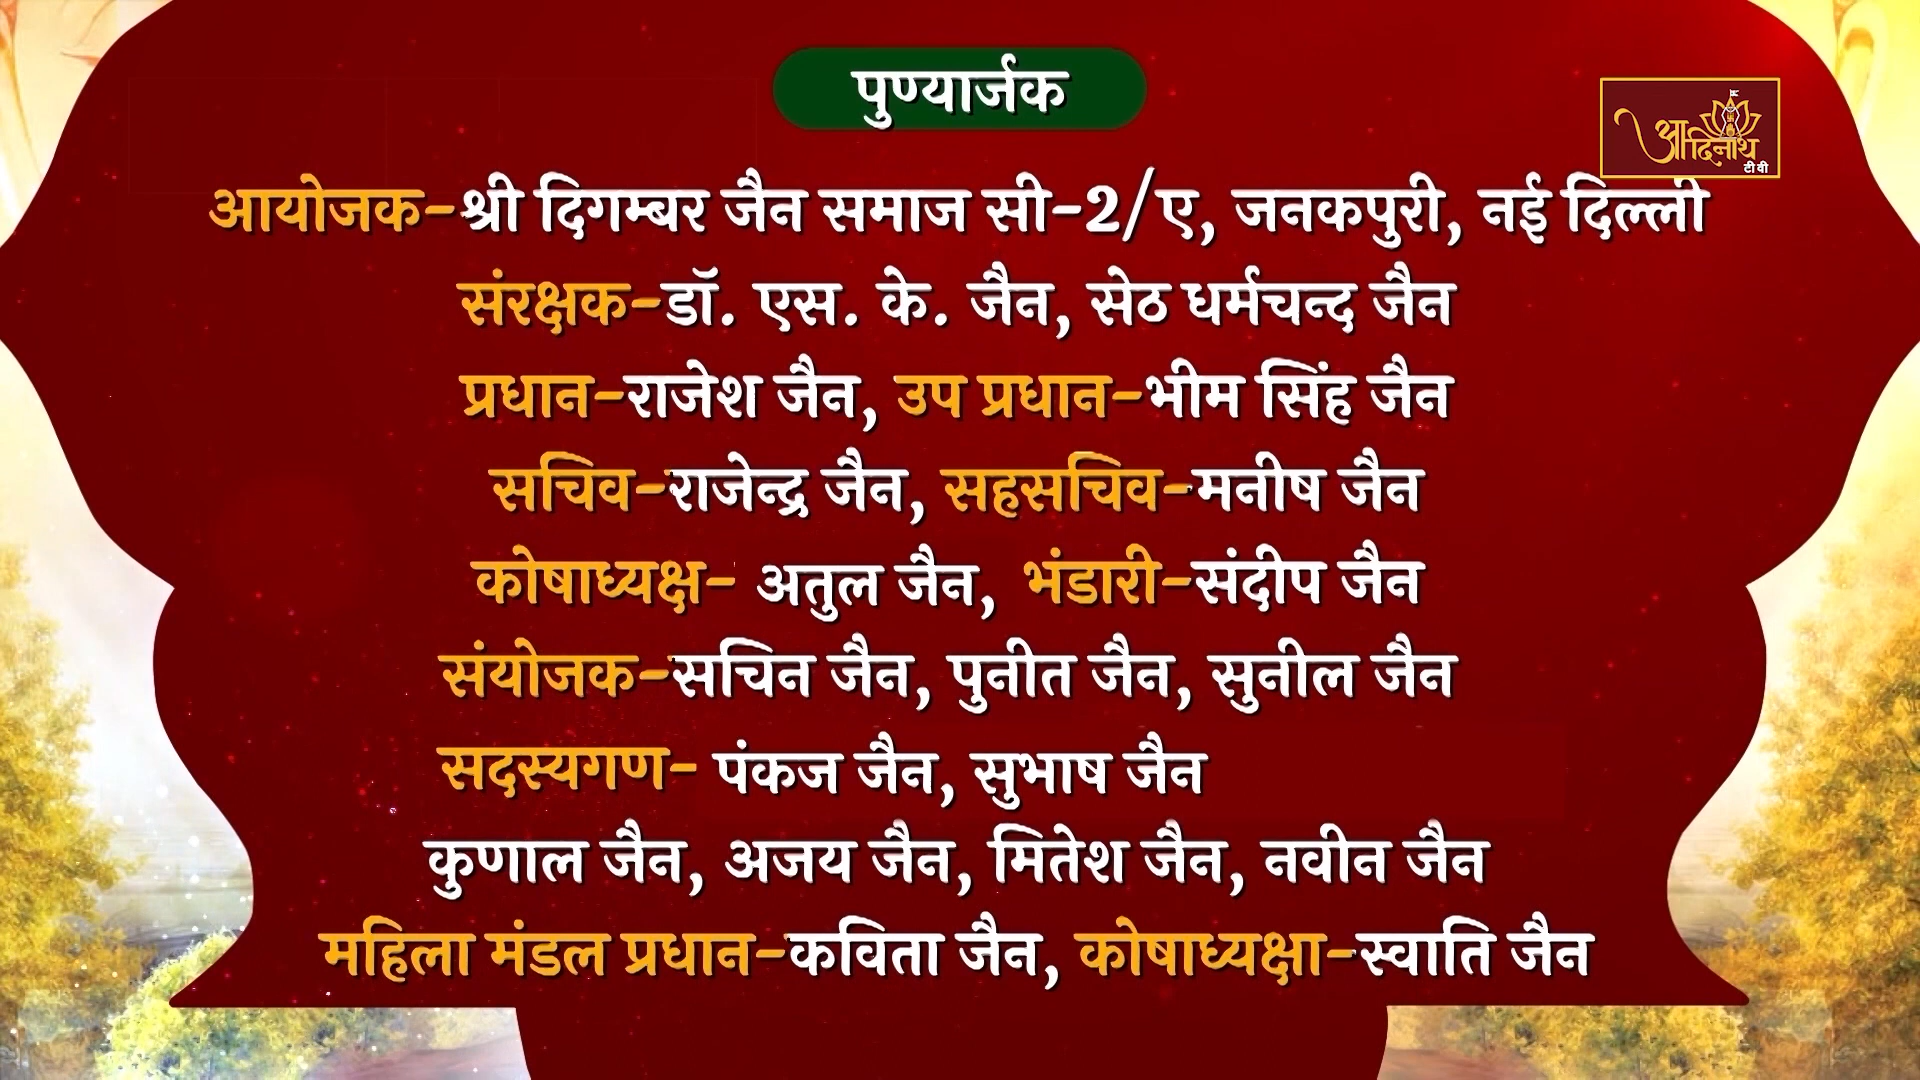 पुण्यार्जक
आदिनाथ
टीवी
आयोजक-श्री दिगम्बर जैन समाज सी-2/ए, जनकपुरी, नई दिल्ली
संरक्षक-डॉ. एस. के. जैन, सेठ धर्मचन्द जैन
प्रधान-राजेश जैन, उप प्रधान-भीम सिंह जैन
सचिव-राजेन्द्र जैन, सहसचिव-मनीष जैन
कोषाध्यक्ष- अतुल जैन, भंडारी-संदीप जैन
संयोजक-सचिन जैन, पुनीत जैन, सुनील जैन
सदस्यगण- पंकज जैन, सुभाष जैन
कुणाल जैन, अजय जैन, मितेश जैन, नवीन जैन
महिला मंडल प्रधान-कविता जैन, कोषाध्यक्षा-स्वाति जैन